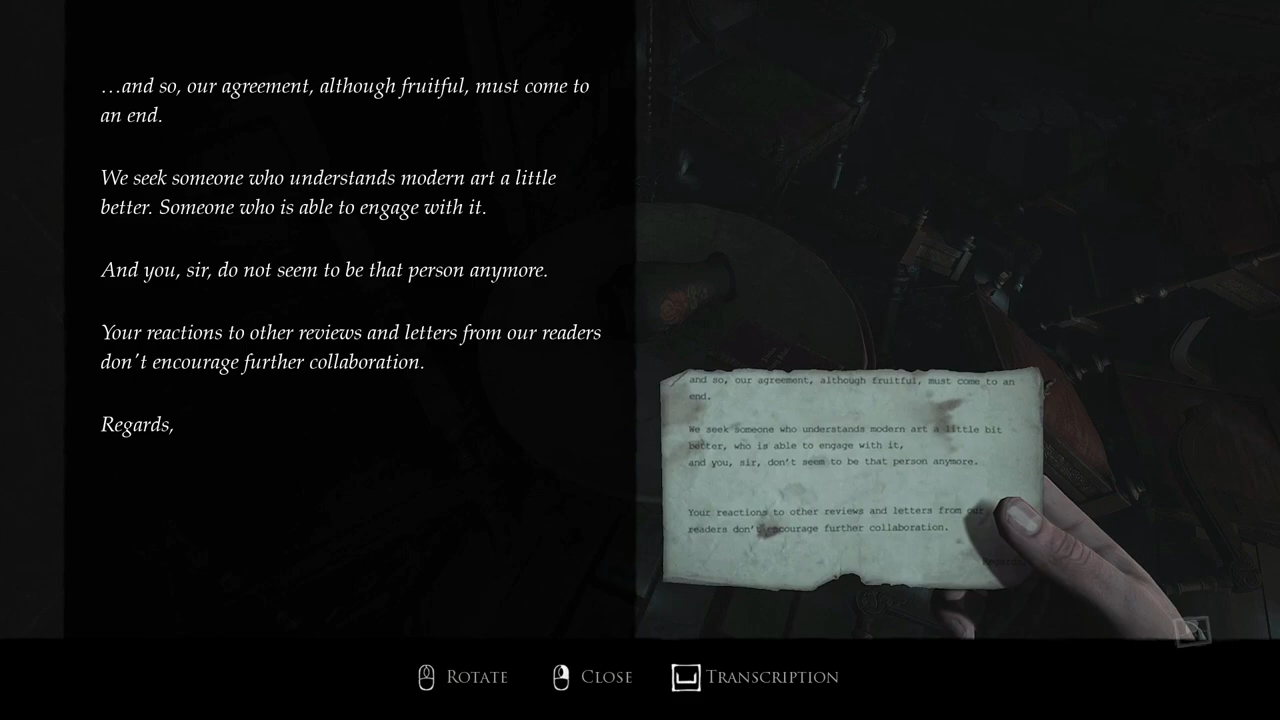 …and so, our agreement, although fruitful, must come to
an end.
We seek someone who understands modern art a little
better. Someone who is able to engage with it.
And you, sir, do not seem to be that person anymore.
Your reactions to other reviews and letters from our readers
don't encourage further collaboration.
Regards,
and so, our agreement, although fruitful, must come to an
end.
We seek someone who understands modern art a little bit
better, who is able to engage with it,
and you, sir, don't seem to be that person anymore.
Your reactions to other reviews and letters from our
readers don't encourage further collaboration.
ROTATE
CLOSE
TRANSCRIPTION